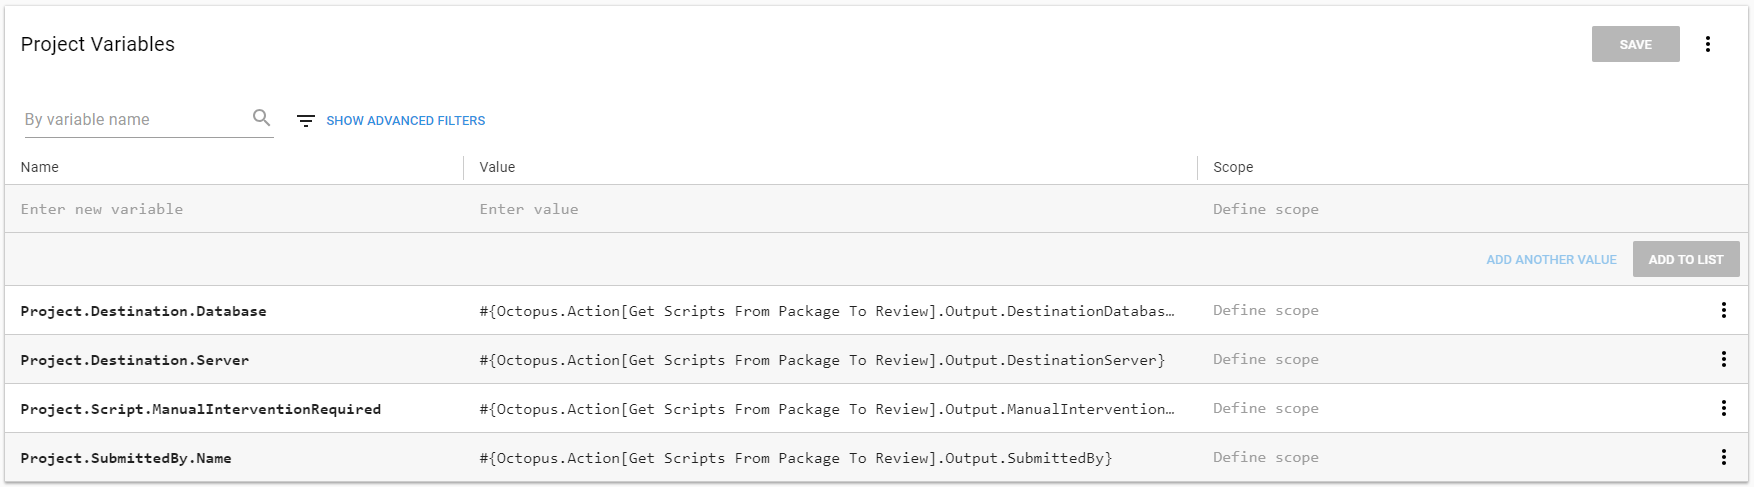 Project Variables
SAVE
By variable name
SHOW ADVANCED FILTERS
Name Value Scope
Enter new variable Enter value Define scope
ADD ANOTHER VALUE ADD TO LIST
Project.Destination.Database #{Octopus.Action[Get Scripts From Package To Review].Output.DestinationDatabas… Define scope
Project.Destination.Server #{Octopus.Action[Get Scripts From Package To Review].Output.DestinationServer} Define scope
Project.Script.ManualInterventionRequired #{Octopus.Action[Get Scripts From Package To Review].Output.ManualIntervention… Define scope
Project.SubmittedBy.Name #{Octopus.Action[Get Scripts From Package To Review].Output.SubmittedBy} Define scope